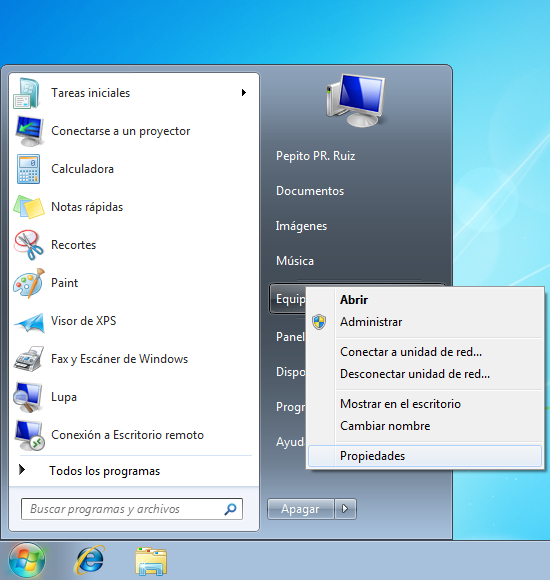 Tareas iniciales
Conectarse a un proyector
Calculadora
Notas rápidas
Recortes
Paint
Visor de XPS
Fax y Escáner de Windows
Lupa
Conexión a Escritorio remoto
Todos los programas
Buscar programas y archivos
Pepito PR. Ruiz
Documentos
Imágenes
Música
Equip
Panel
Dispo
Progr
Ayud
Apagar
Abrir
Administrar
Conectar a unidad de red...
Desconectar unidad de red...
Mostrar en el escritorio
Cambiar nombre
Propiedades